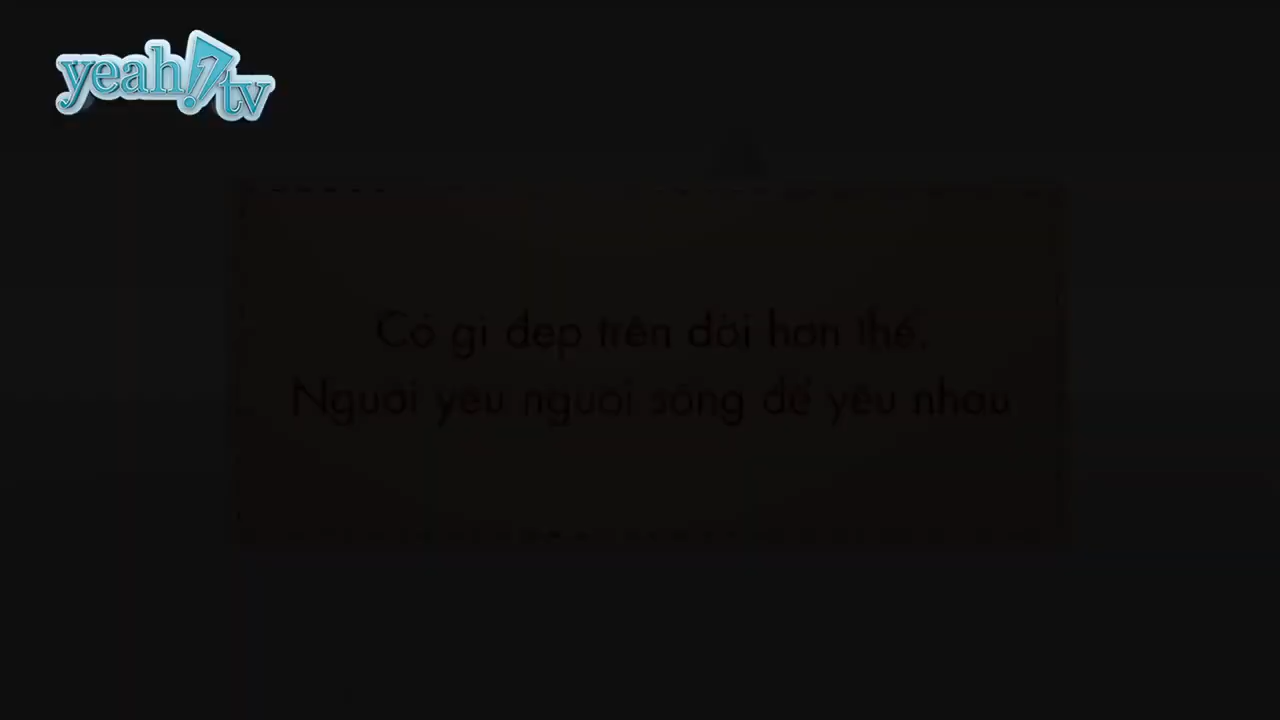 yeah1tv
Có gì đẹp trên đời hơn thế.
Người yêu người sống để yêu nhau